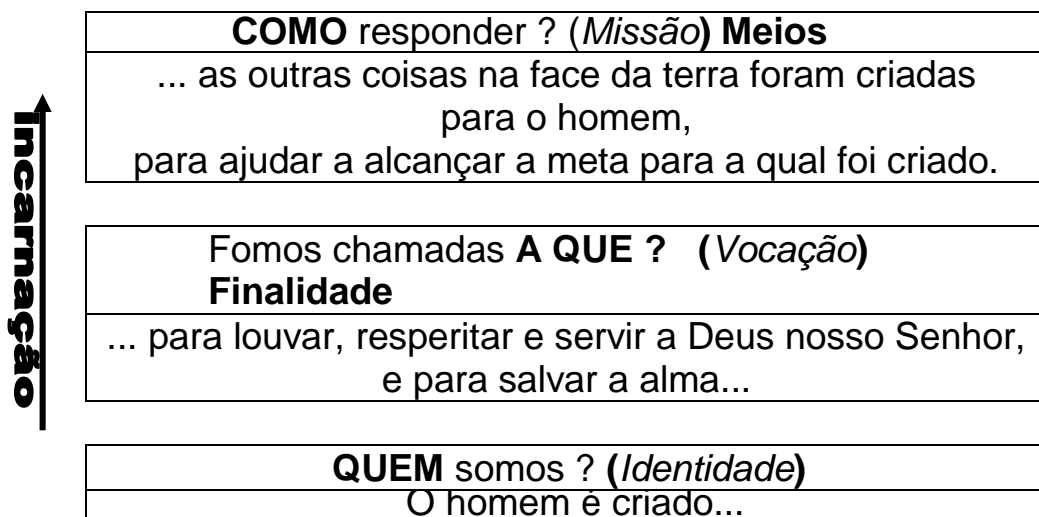 COMO responder ? (Missão) Meios
... as outras coisas na face da terra foram criadas
para o homem,
para ajudar a alcançar a meta para a qual foi criado.
incarnação
Fomos chamadas A QUE ? (Vocação)
Finalidade
... para louvar, resperitar e servir a Deus nosso Senhor,
e para salvar a alma...
QUEM somos ? (Identidade)
O homem é criado...